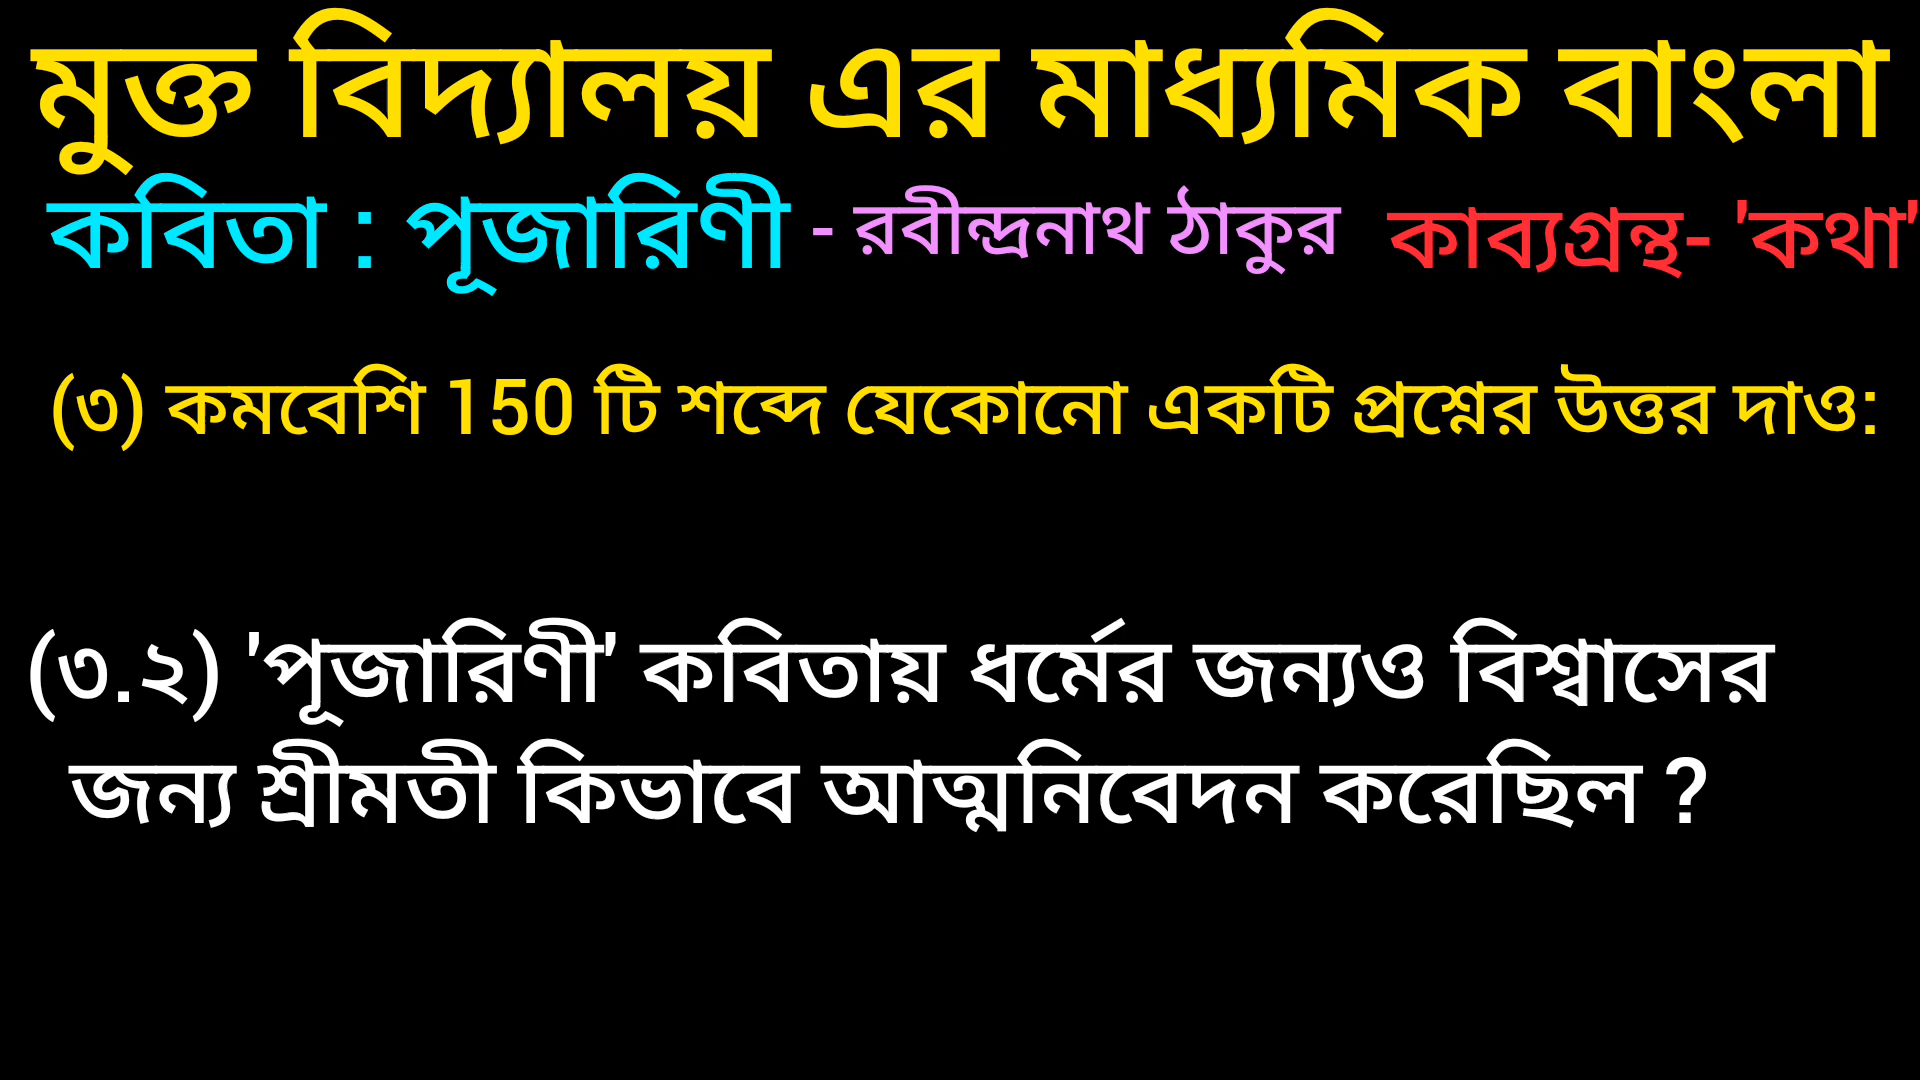 মুক্ত বিদ্যালয় এর মাধ্যমিক বাংলা
কবিতা : পূজারিণী - রবীন্দ্রনাথ ঠাকুর কাব্যগ্রন্থ- 'কথা'
(৩) কমবেশি 150 টি শব্দে যেকোনো একটি প্রশ্নের উত্তর দাও:
(৩.২) 'পূজারিণী' কবিতায় ধর্মের জন্যও বিশ্বাসের
জন্য শ্রীমতী কিভাবে আত্মনিবেদন করেছিল ?